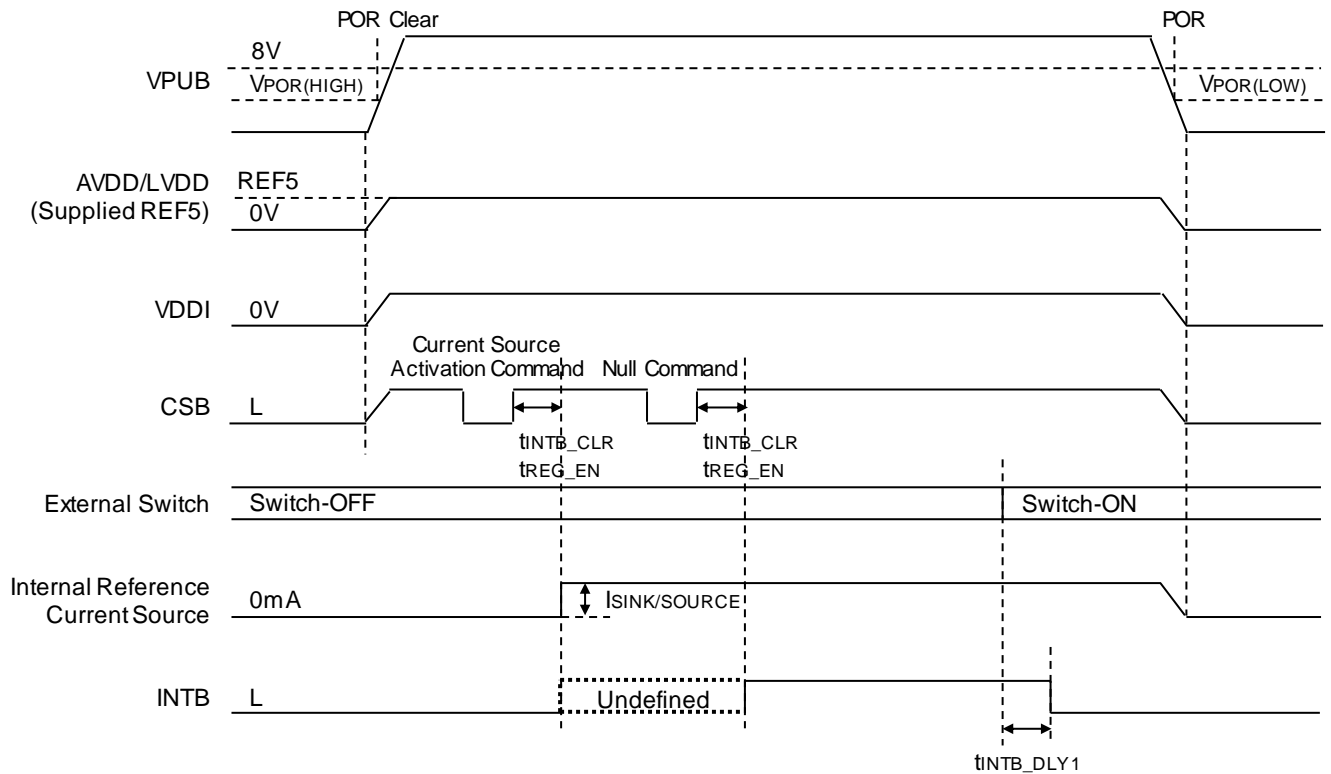 POR Clear
POR
8V
VPUB
VPOR(HIGH)
VPOR(LOW)
AVDD/LVDD
(Supplied REF5)
REF5
0V
VDDI
0V
Current Source
Activation Command
Null Command
CSB
L
tINTB_CLR
tREG_EN
tINTB_CLR
tREG_EN
External Switch
Switch-OFF
Switch-ON
Internal Reference
Current Source
0mA
ISINK/SOURCE
INTB
L
Undefined
tINTB_DLY1